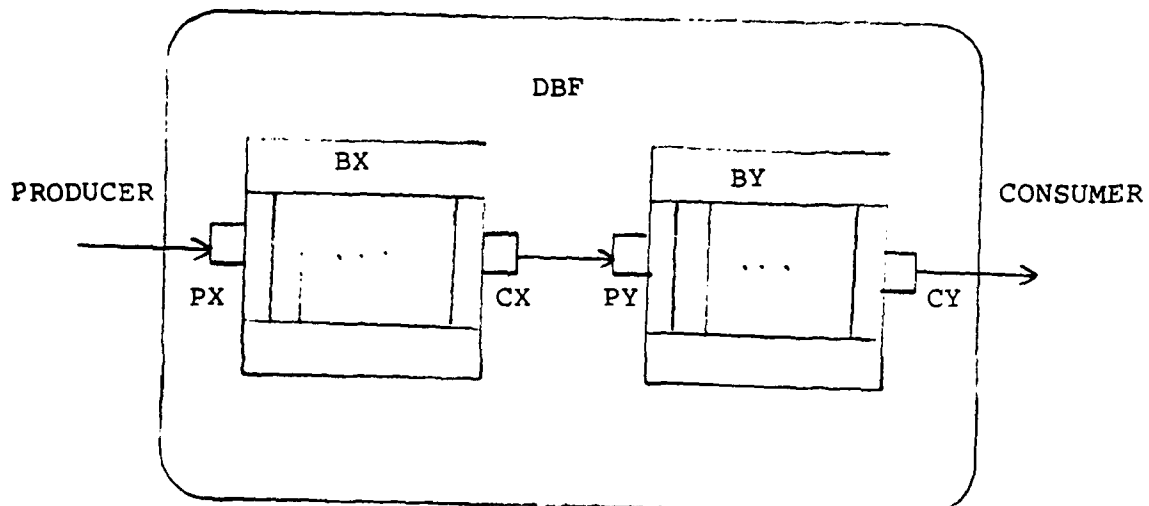 DBF
BX
BY
PRODUCER
CONSUMER
...
...
PX
CX
PY
CY